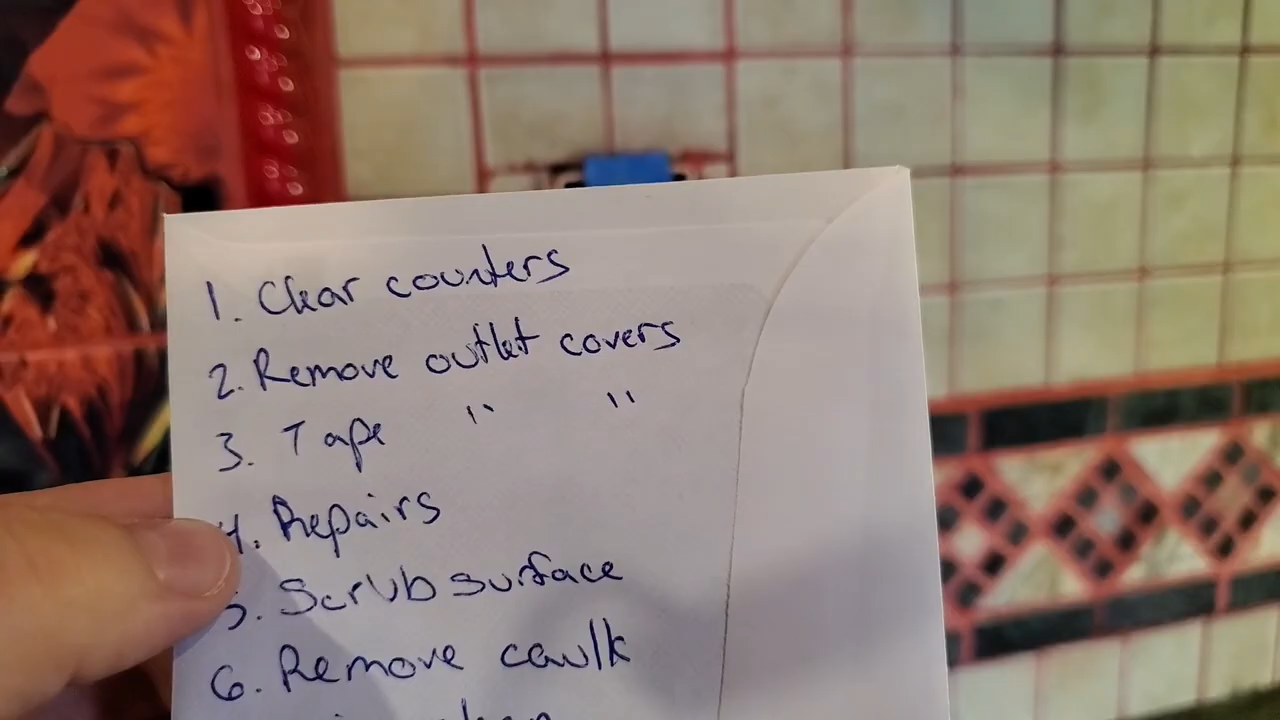 1. Clear counters
2. Remove outlet covers
3. Tape " "
4. Repairs
5. Scrub surface
6. Remove caulk